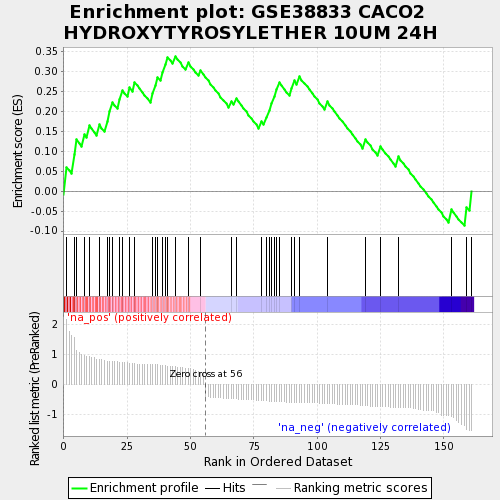 Enrichment plot: GSE38833 CACO2
HYDROXYTYROSYLETHER 10UM 24H
Enrichment score (ES)
0.35
0.30
0.25
0.20
0.15
0.10
0.05
0.00
-0.05
-0.10
'na_pos' (positively correlated)
Ranked list metric (PreRanked)
2
1
0
-1
Zero cross at 56
'na_neg' (negatively correlated)
0 25 50 75 100 125 150
Rank in Ordered Dataset
Enrichment profile Hits Ranking metric scores